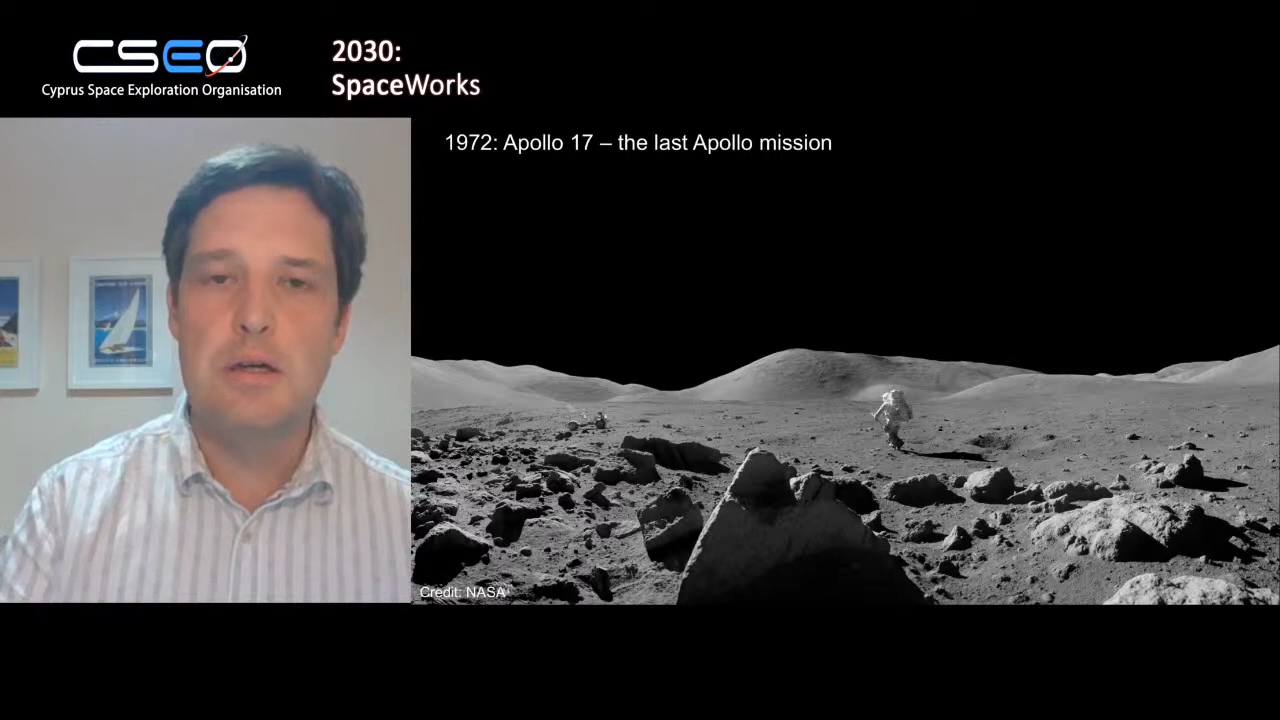 CSEO
Cyprus Space Exploration Organisation
2030:
SpaceWorks
1972: Apollo 17 – the last Apollo mission
Credit: NASA